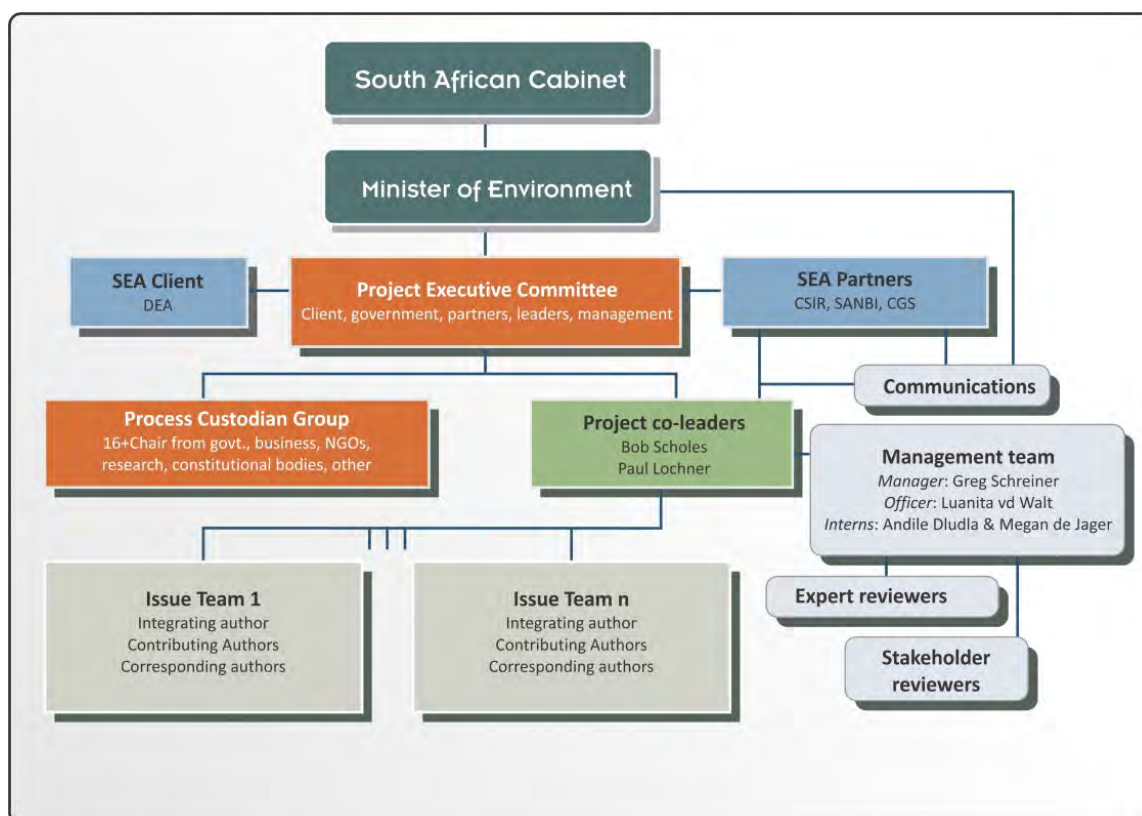 South African Cabinet
Minister of Environment
SEA Client
DEA
Project Executive Committee
Client, government, partners, leaders, management
SEA Partners
CSIR, SANBI, CGS
Communications
Process Custodian Group
16+Chair from govt., business, NGOs,
research, constitutional bodies, other
Project co-leaders
Bob Scholes
Paul Lochner
Management team
Manager: Greg Schreiner
Officer: Luanita vd Walt
Interns: Andile Dludla & Megan de Jager
Issue Team 1
Integrating author
Contributing Authors
Corresponding authors
Issue Team n
Integrating author
Contributing Authors
Corresponding authors
Expert reviewers
Stakeholder
reviewers